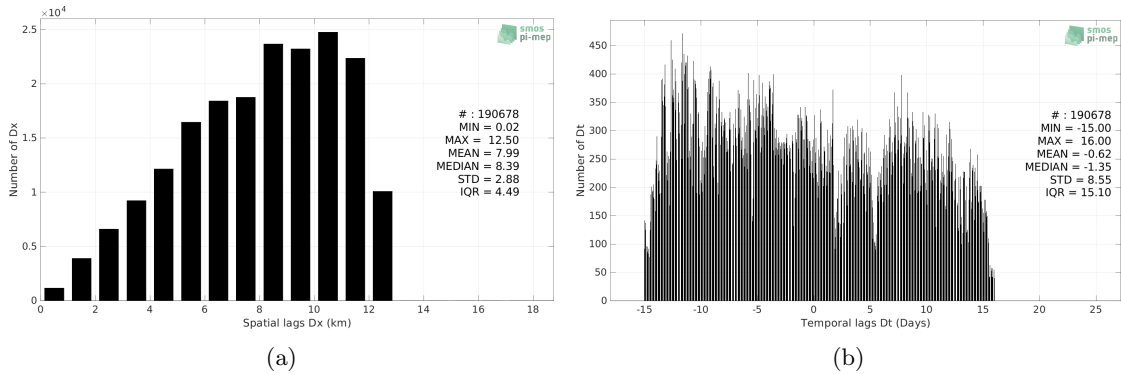 ×10⁴
2.5
2
1.5
1
0.5
0
Number of Dx
0 2 4 6 8 10 12 14 16 18
Spatial lags Dx (km)
smos
pi-mep
# : 190678
MIN = 0.02
MAX = 12.50
MEAN = 7.99
MEDIAN = 8.39
STD = 2.88
IQR = 4.49
(a)
450
400
350
300
250
200
150
100
50
0
Number of Dt
-15 -10 -5 0 5 10 15 20 25
Temporal lags Dt (Days)
smos
pi-mep
# : 190678
MIN = -15.00
MAX = 16.00
MEAN = -0.62
MEDIAN = -1.35
STD = 8.55
IQR = 15.10
(b)